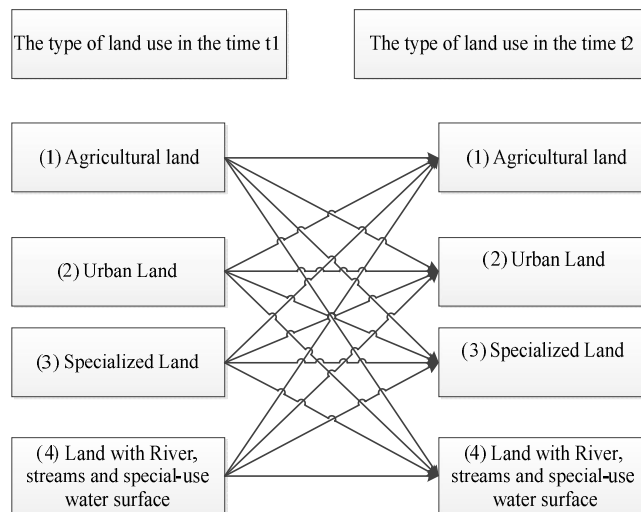 The type of land use in the time t1
The type of land use in the time t2
(1) Agricultural land
(1) Agricultural land
(2) Urban Land
(2) Urban Land
(3) Specialized Land
(3) Specialized Land
(4) Land with River,
streams and special-use
water surface
(4) Land with River,
streams and special-use
water surface